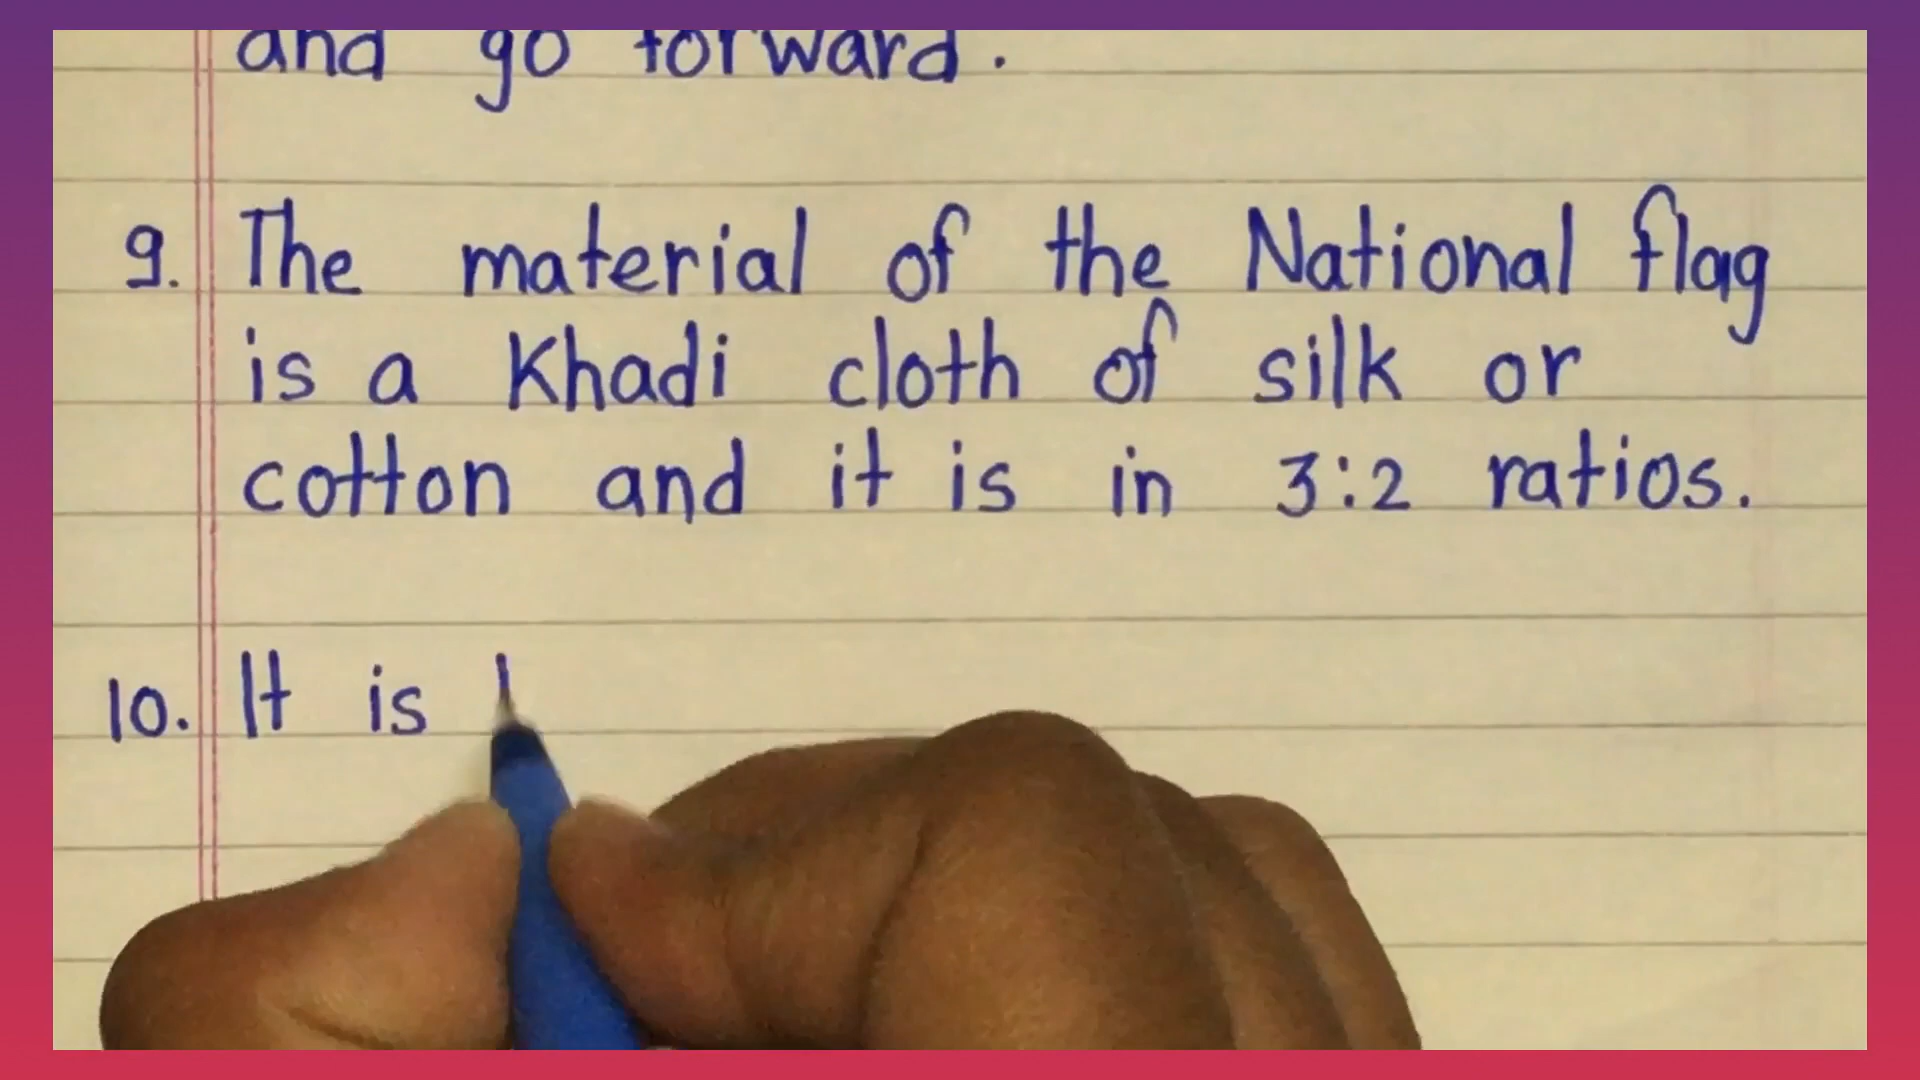 and go forward.
9. The material of the National flag
is a Khadi cloth of silk or
cotton and it is in 3:2 ratios.
10. It is